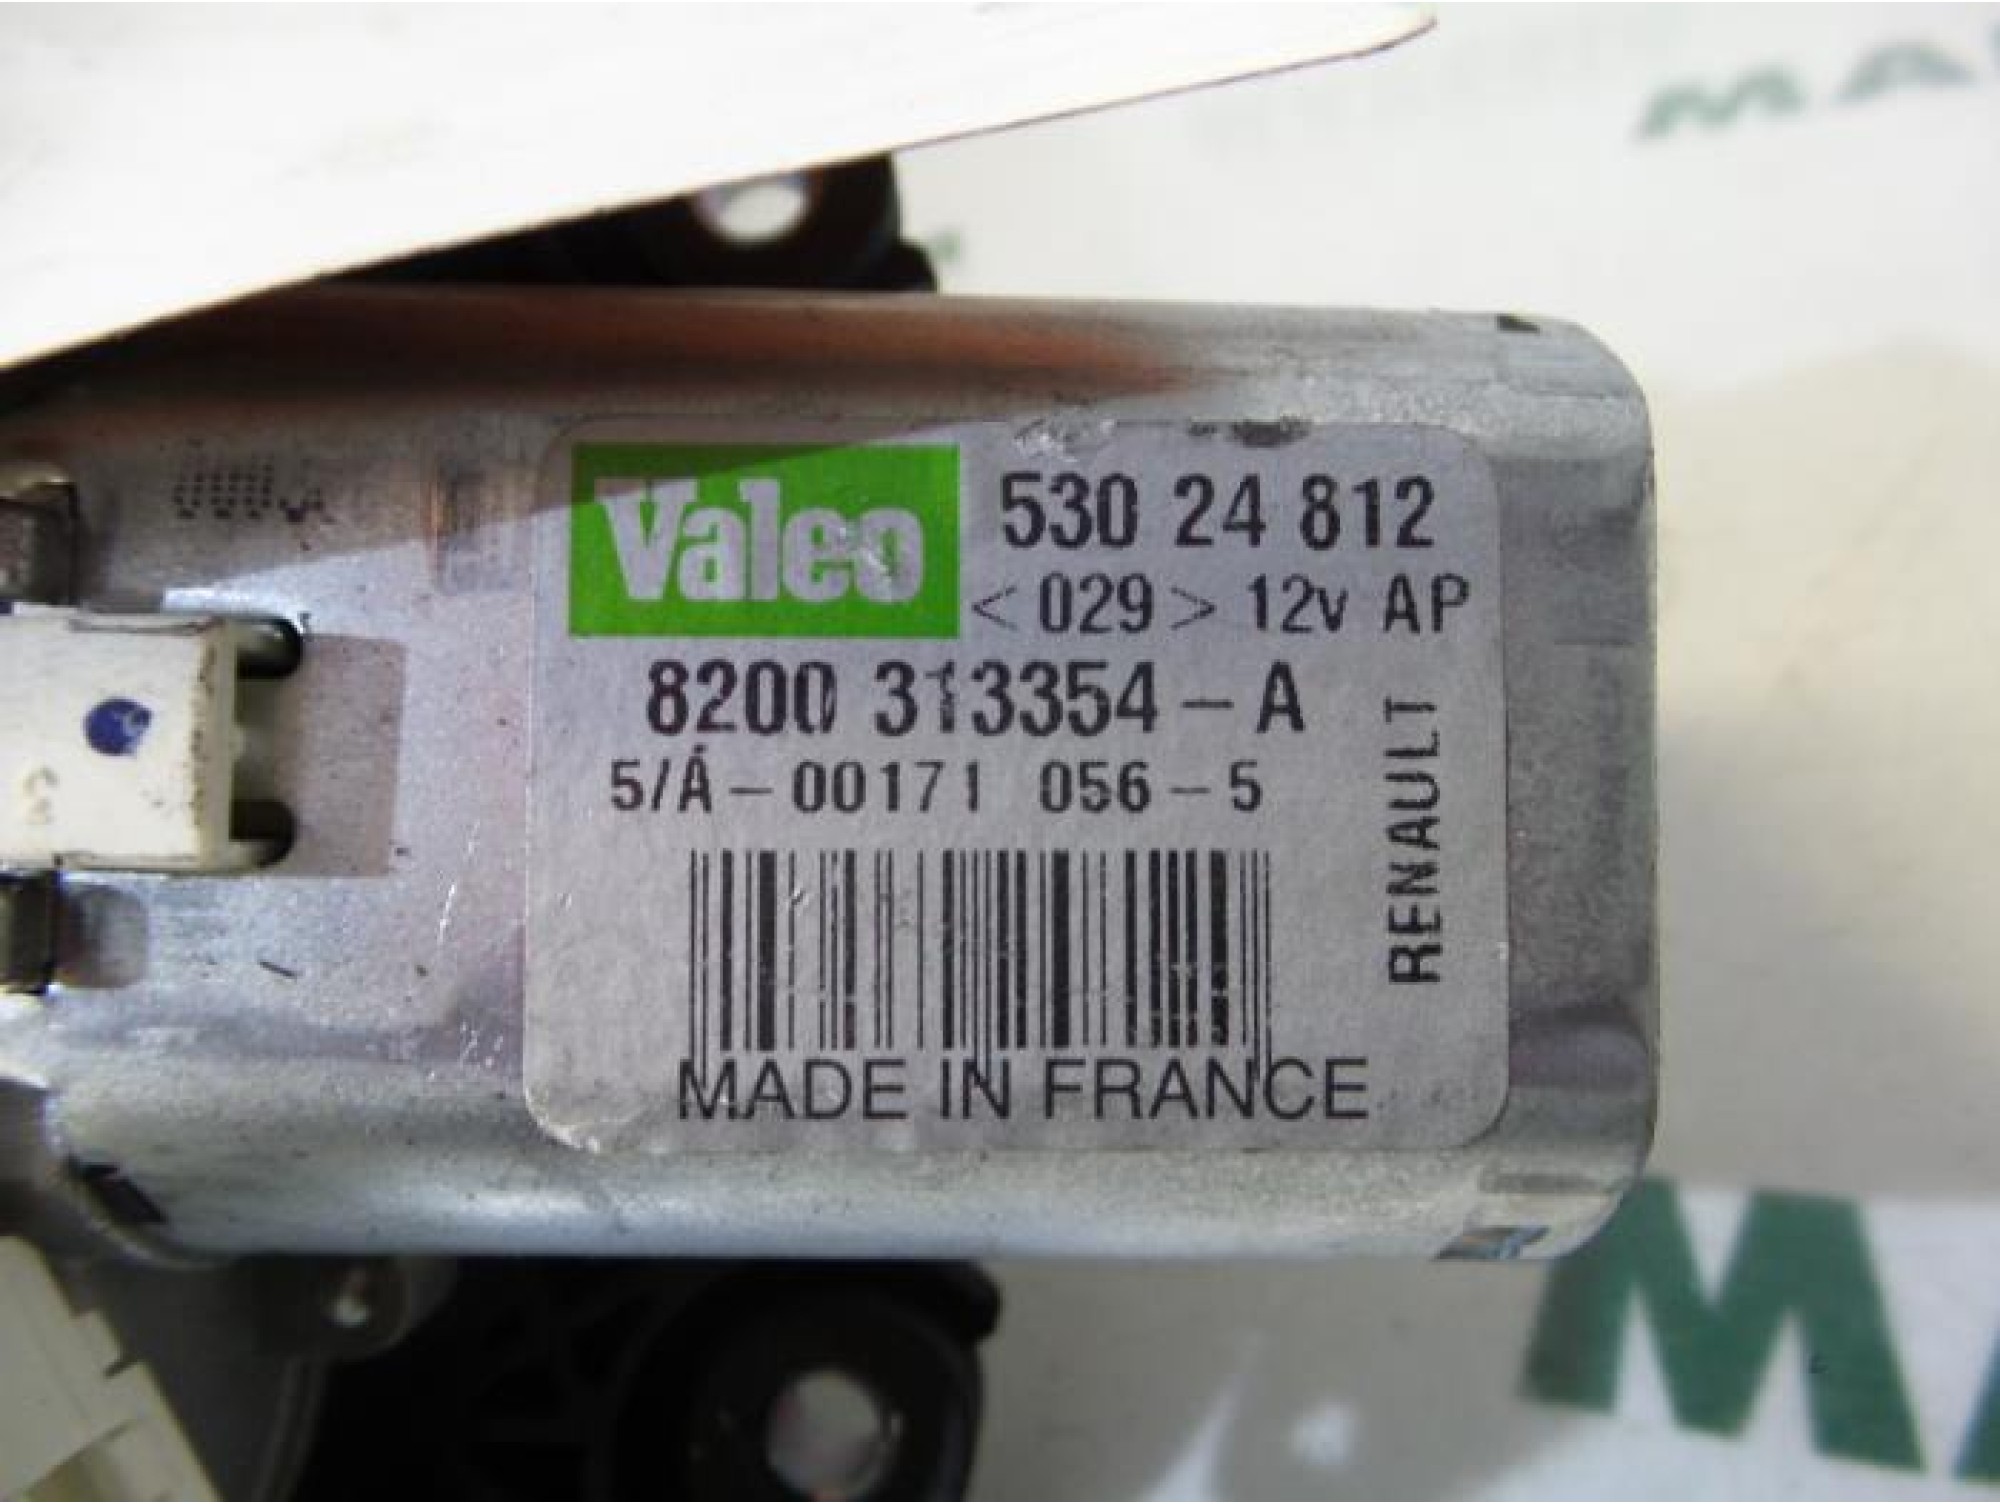 Valeo
530 24 812
<029> 12v AP
8200 313354-A
5/A-00171 056-5
RENAULT
MADE IN FRANCE